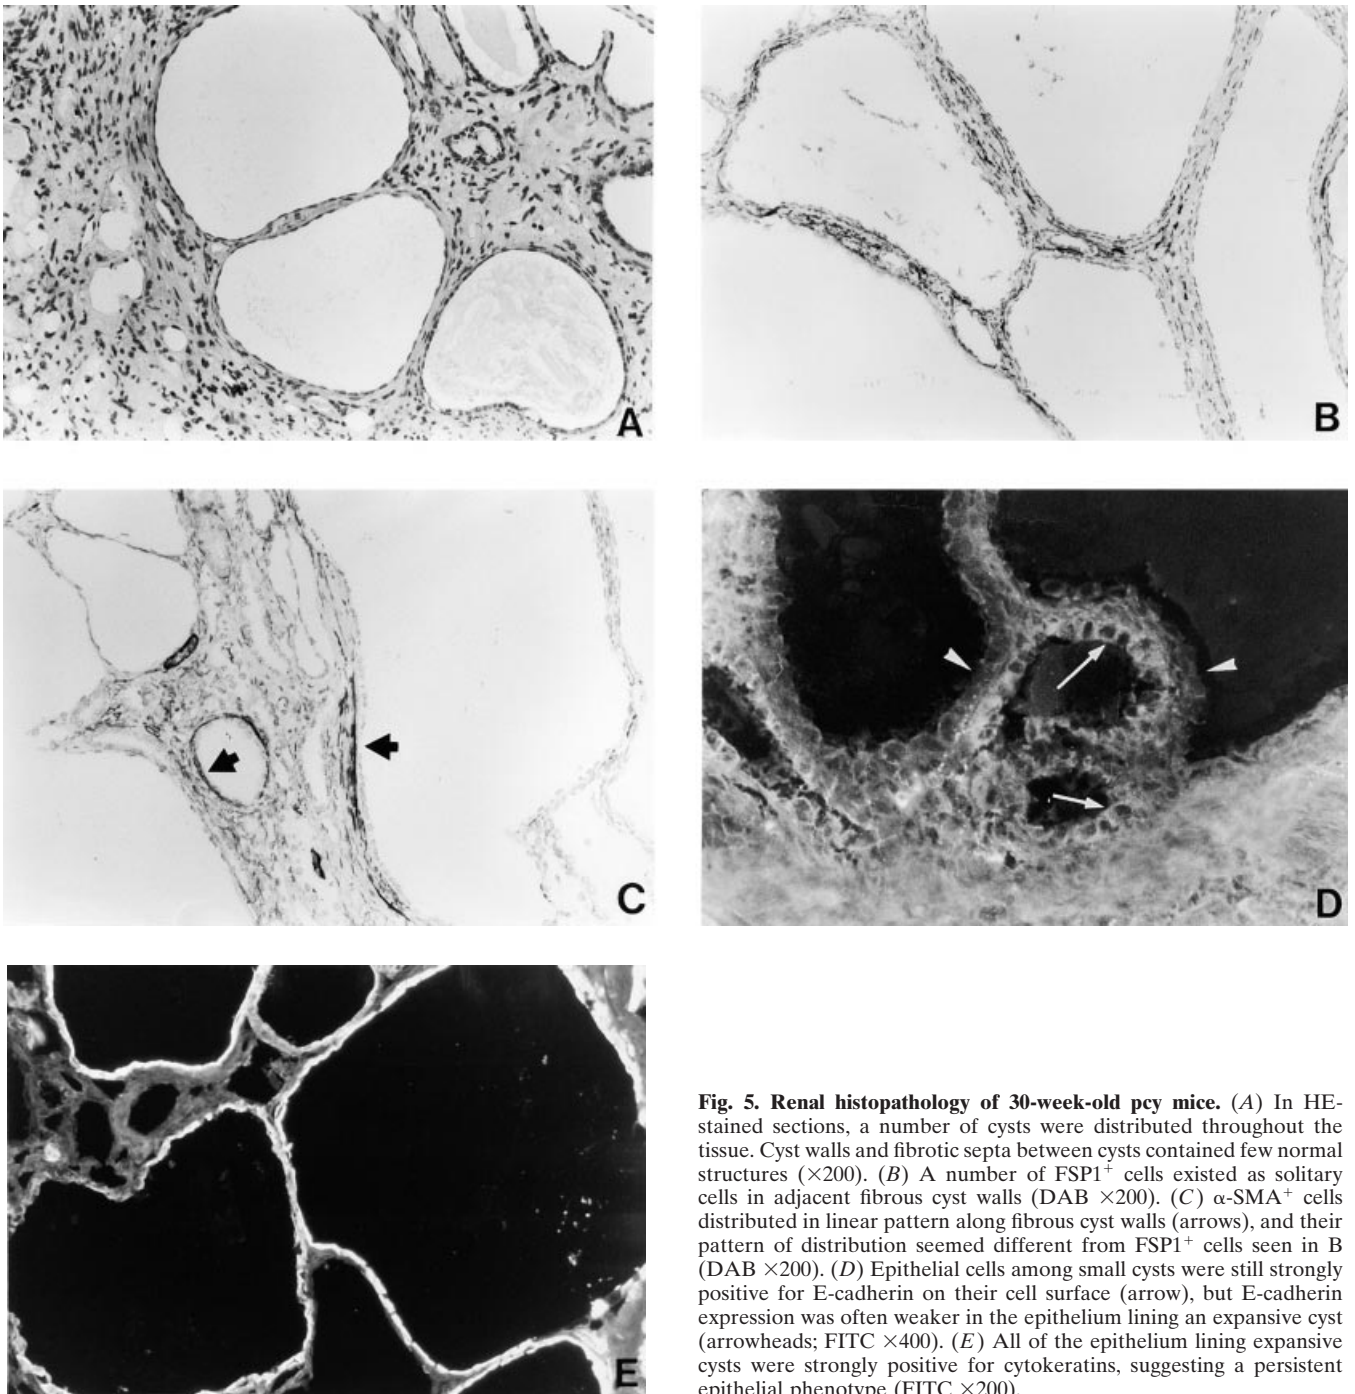 A
B
C
D
E
Fig. 5. Renal histopathology of 30-week-old pcy mice. (A) In HE-
stained sections, a number of cysts were distributed throughout the
tissue. Cyst walls and fibrotic septa between cysts contained few normal
structures (×200). (B) A number of FSP1⁺ cells existed as solitary
cells in adjacent fibrous cyst walls (DAB ×200). (C) α-SMA⁺ cells
distributed in linear pattern along fibrous cyst walls (arrows), and their
pattern of distribution seemed different from FSP1⁺ cells seen in B
(DAB ×200). (D) Epithelial cells among small cysts were still strongly
positive for E-cadherin on their cell surface (arrow), but E-cadherin
expression was often weaker in the epithelium lining an expansive cyst
(arrowheads; FITC ×400). (E) All of the epithelium lining expansive
cysts were strongly positive for cytokeratins, suggesting a persistent
epithelial phenotype (FITC ×200).